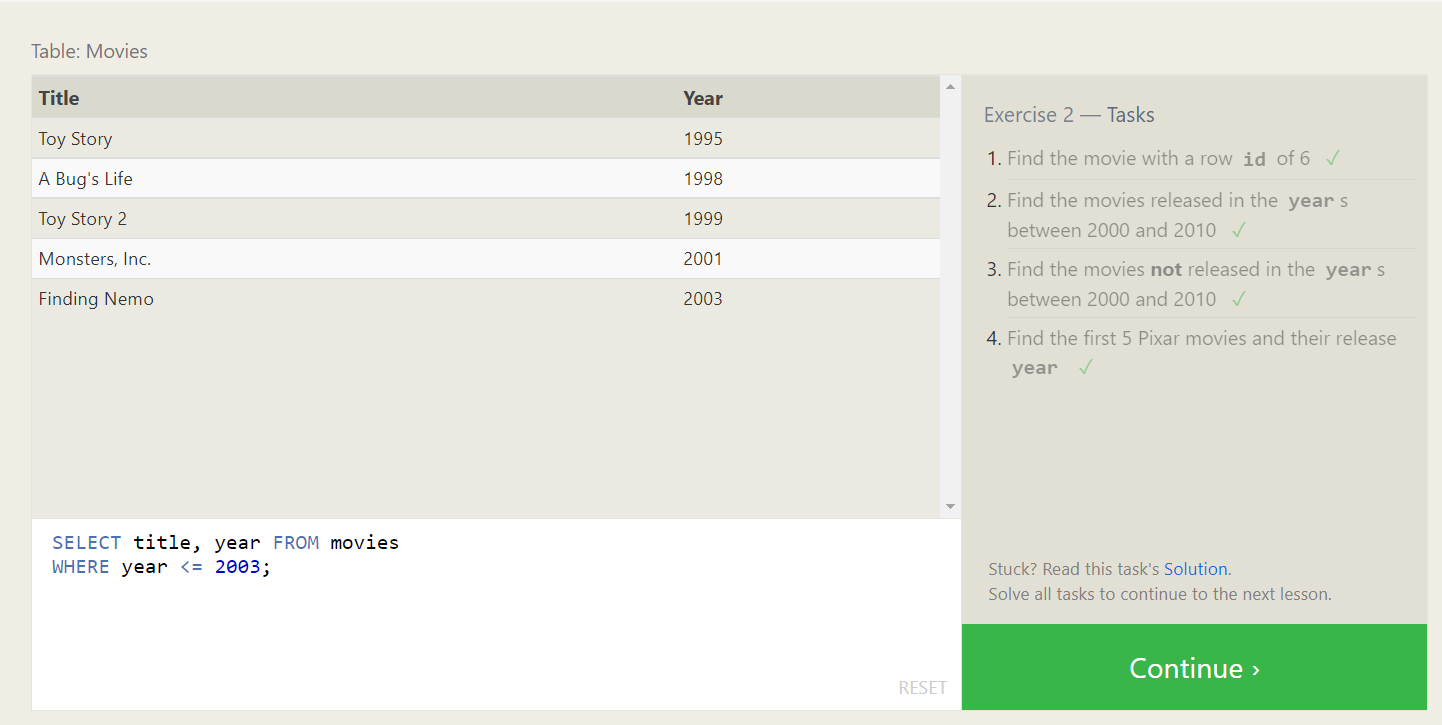 Table: Movies
Title Year
Toy Story 1995
A Bug's Life 1998
Toy Story 2 1999
Monsters, Inc. 2001
Finding Nemo 2003
SELECT title, year FROM movies
WHERE year <= 2003;
RESET
Exercise 2 — Tasks
1. Find the movie with a row id of 6 ✓
2. Find the movies released in the year s
between 2000 and 2010 ✓
3. Find the movies not released in the year s
between 2000 and 2010 ✓
4. Find the first 5 Pixar movies and their release
year ✓
Stuck? Read this task's Solution.
Solve all tasks to continue to the next lesson.
Continue ›